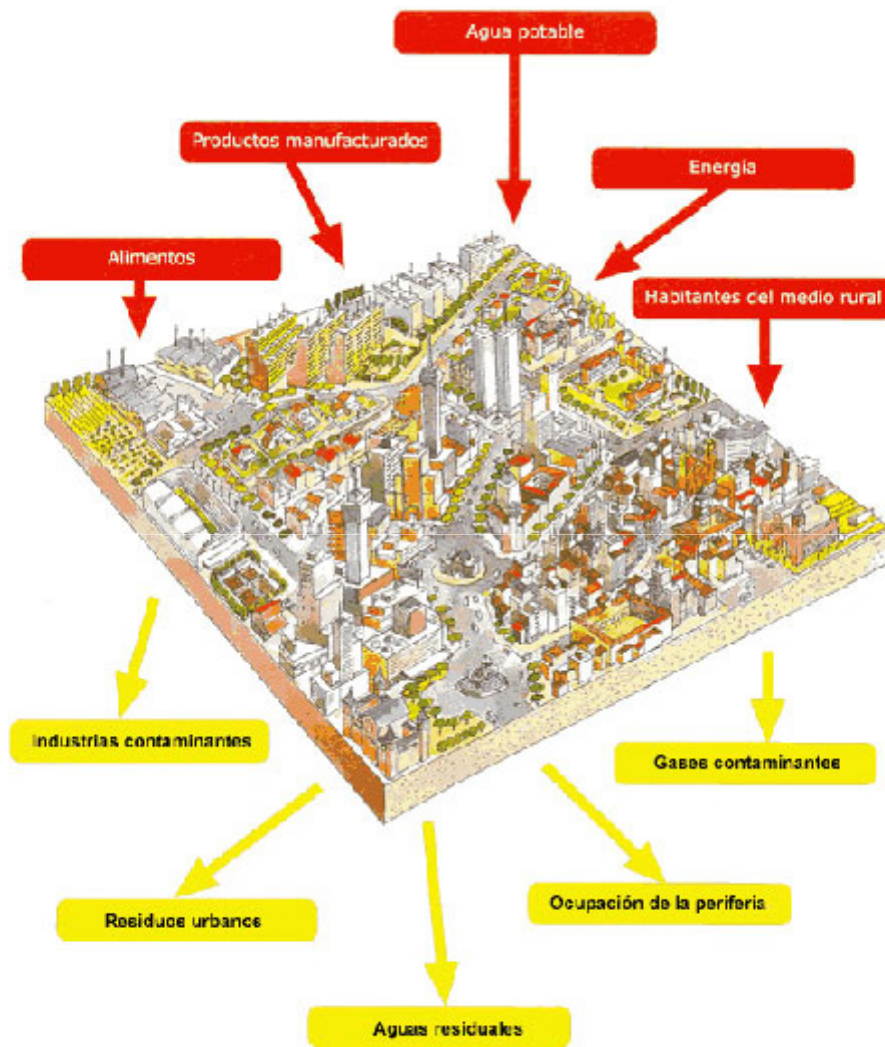 Agua potable
Productos manufacturados
Energía
Alimentos
Habitantes del medio rural
Industrias contaminantes
Gases contaminantes
Residuos urbanos
Ocupación de la periferia
Aguas residuales